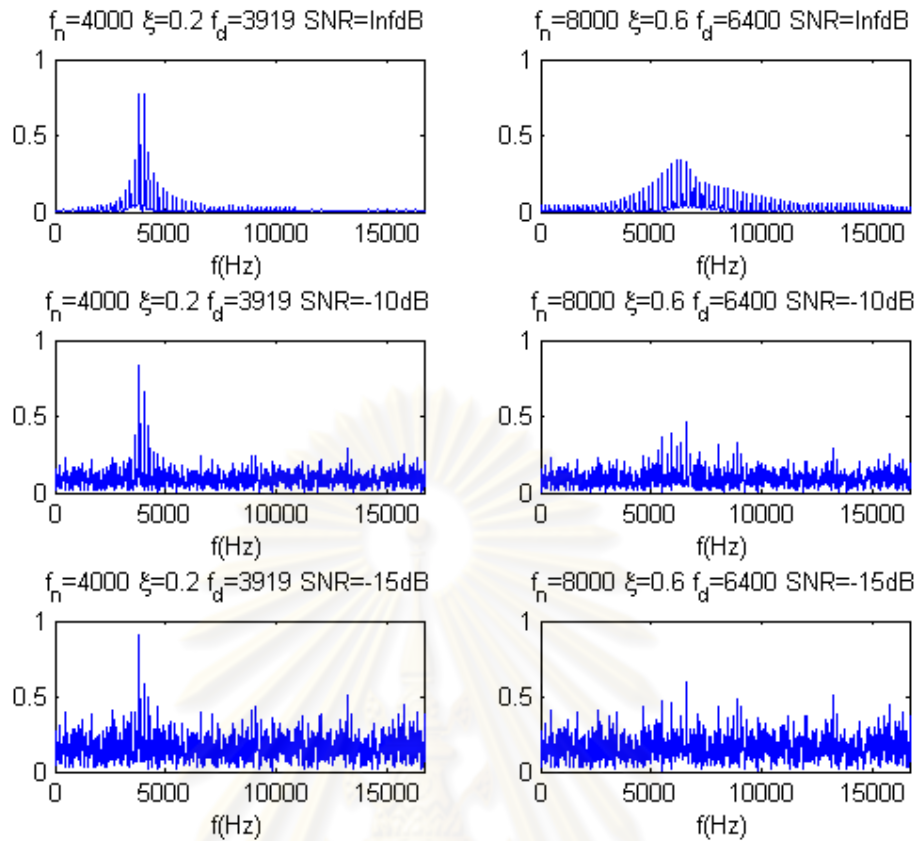 f_n=4000 ξ=0.2 f_d=3919 SNR=InfdB
1
0.5
0
0 5000 10000 15000
f(Hz)
f_n=8000 ξ=0.6 f_d=6400 SNR=InfdB
1
0.5
0
0 5000 10000 15000
f(Hz)
f_n=4000 ξ=0.2 f_d=3919 SNR=-10dB
1
0.5
0
0 5000 10000 15000
f(Hz)
f_n=8000 ξ=0.6 f_d=6400 SNR=-10dB
1
0.5
0
0 5000 10000 15000
f(Hz)
f_n=4000 ξ=0.2 f_d=3919 SNR=-15dB
1
0.5
0
0 5000 10000 15000
f(Hz)
f_n=8000 ξ=0.6 f_d=6400 SNR=-15dB
1
0.5
0
0 5000 10000 15000
f(Hz)